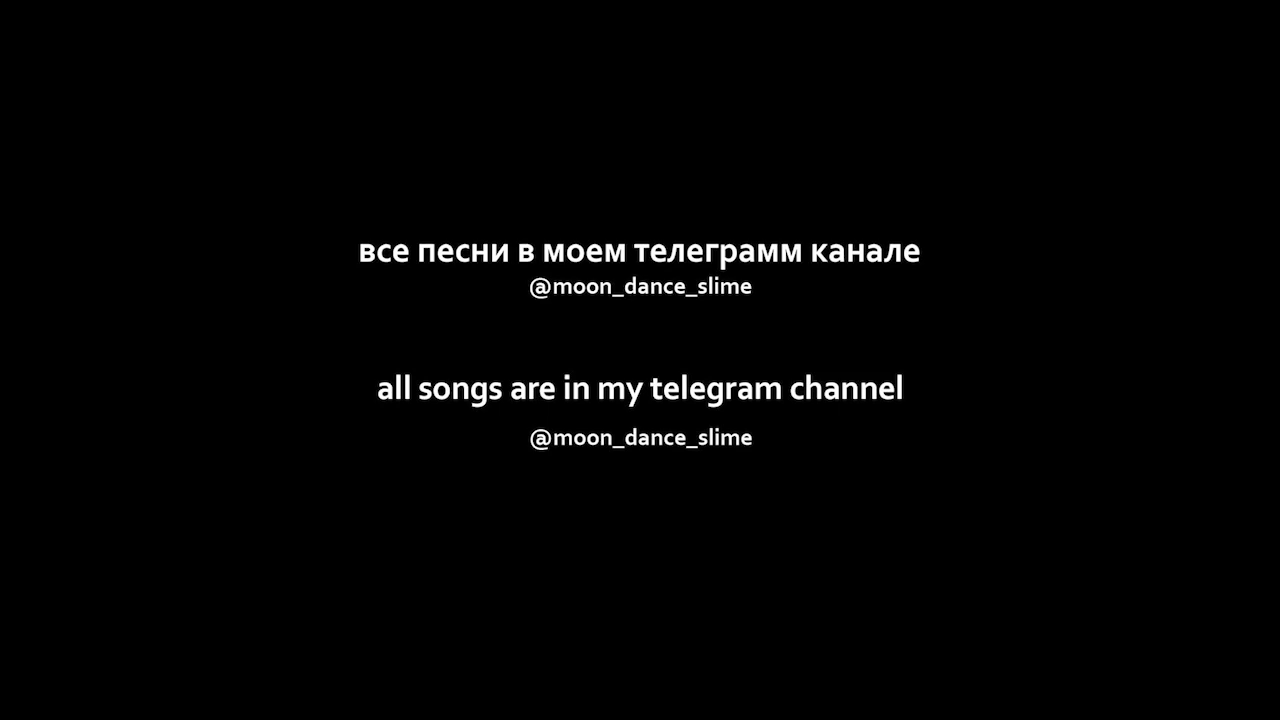 все песни в моем телеграмм канале
@moon_dance_slime
all songs are in my telegram channel
@moon_dance_slime